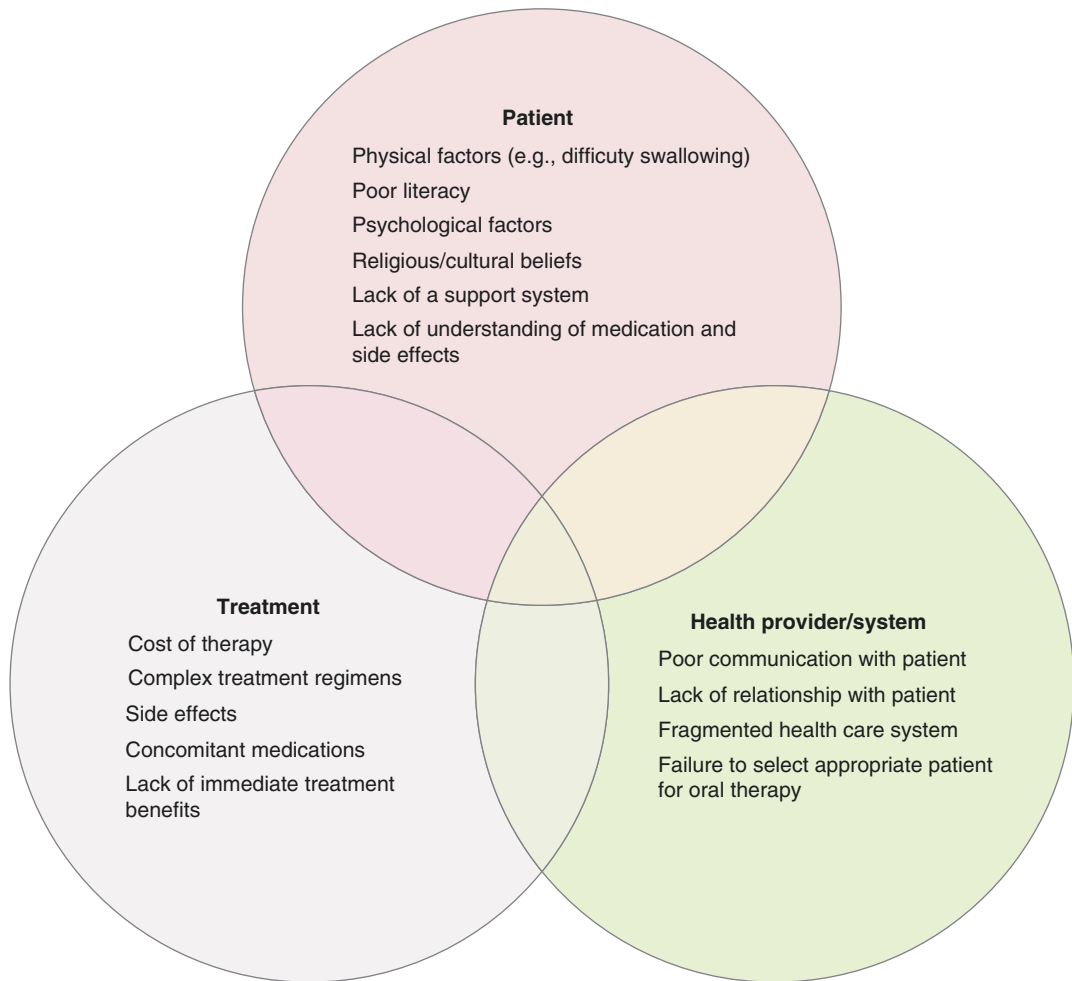 Patient
Physical factors (e.g., difficuty swallowing)
Poor literacy
Psychological factors
Religious/cultural beliefs
Lack of a support system
Lack of understanding of medication and
side effects
Treatment
Cost of therapy
Complex treatment regimens
Side effects
Concomitant medications
Lack of immediate treatment
benefits
Health provider/system
Poor communication with patient
Lack of relationship with patient
Fragmented health care system
Failure to select appropriate patient
for oral therapy